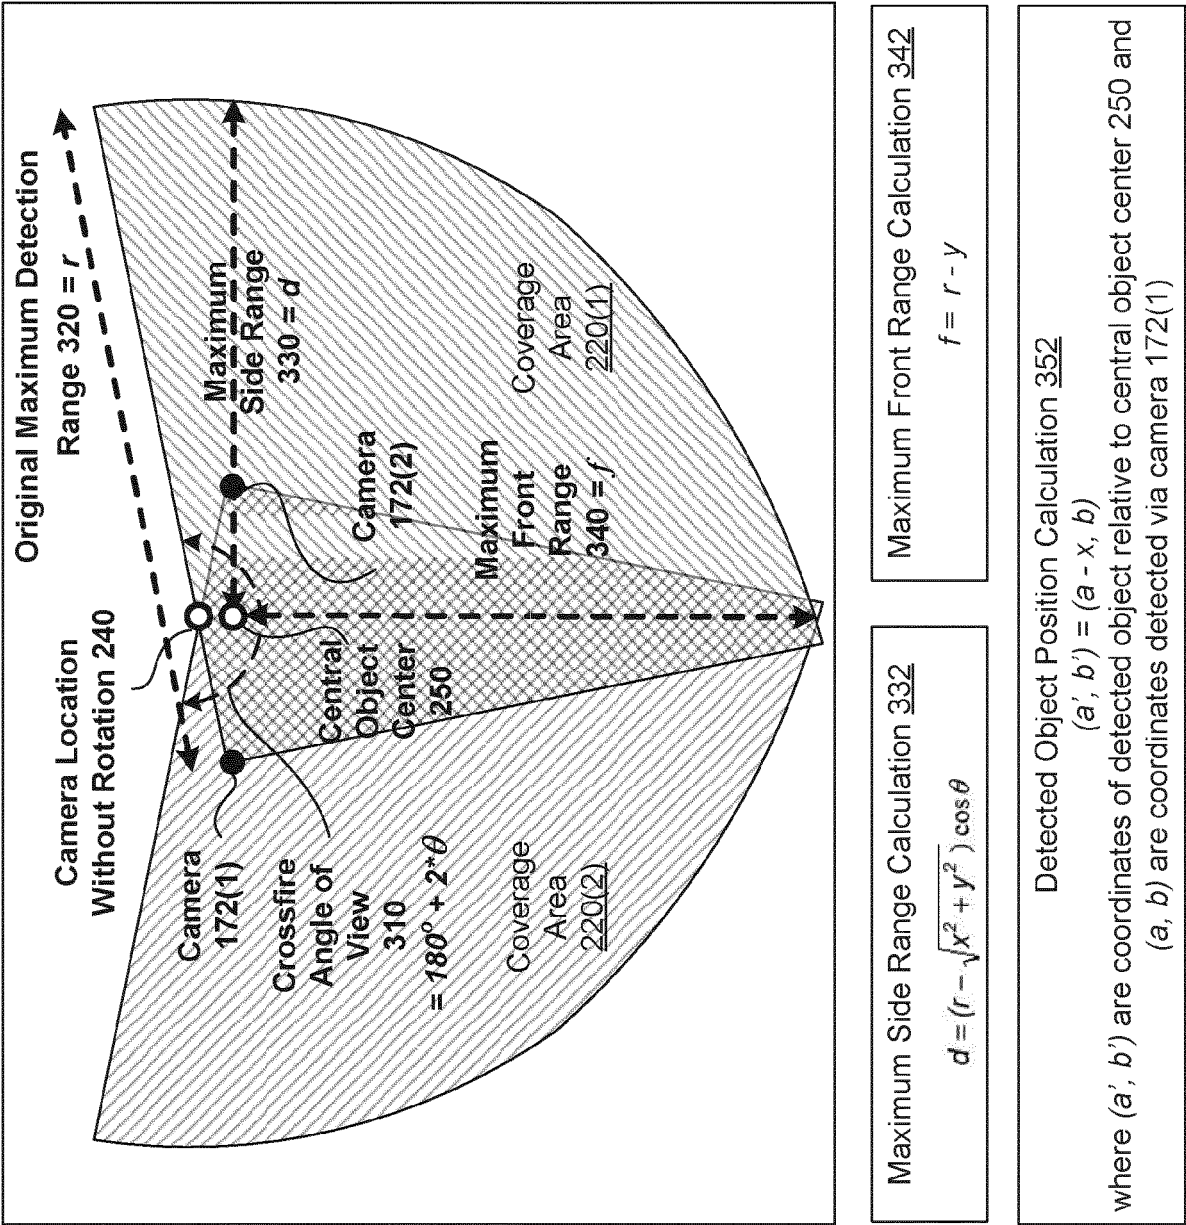 Original Maximum Detection
Range 320 = r
Camera Location
Without Rotation 240
Maximum
Side Range
330 = d
Camera
172(2)
Coverage
Area
220(1)
Maximum
Front
Range
340 = f
Central
Object
Center
250
Camera
172(1)
Crossfire
Angle of
View
310
= 180° + 2*θ
Coverage
Area
220(2)
Maximum Side Range Calculation 332
d = (r – √x² + y² ) cos θ
Maximum Front Range Calculation 342
f = r - y
Detected Object Position Calculation 352
(a’, b’) = (a - x, b)
where (a’, b’) are coordinates of detected object relative to central object center 250 and
(a, b) are coordinates detected via camera 172(1)